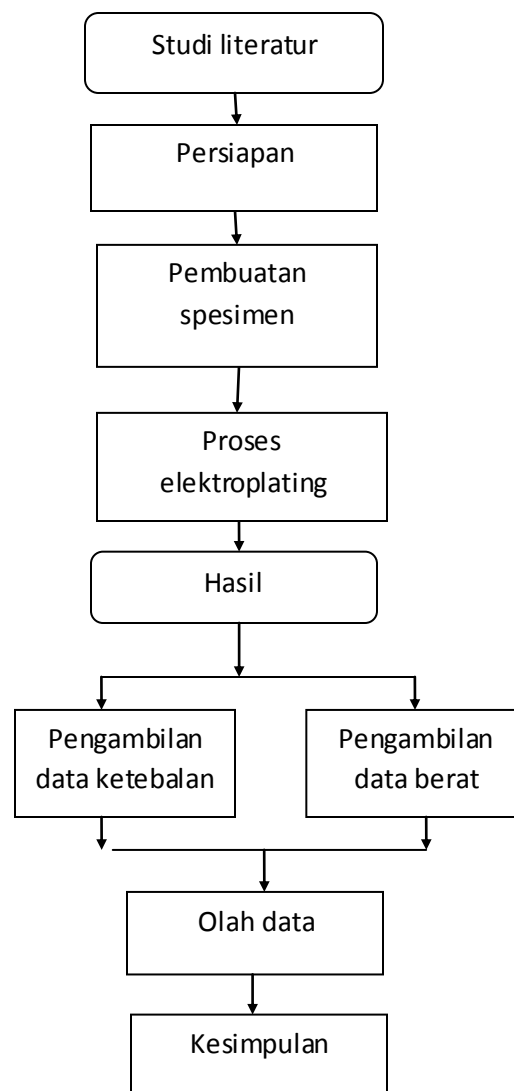 Studi literatur
Persiapan
Pembuatan
spesimen
Proses
elektroplating
Hasil
Pengambilan
data ketebalan
Pengambilan
data berat
Olah data
Kesimpulan